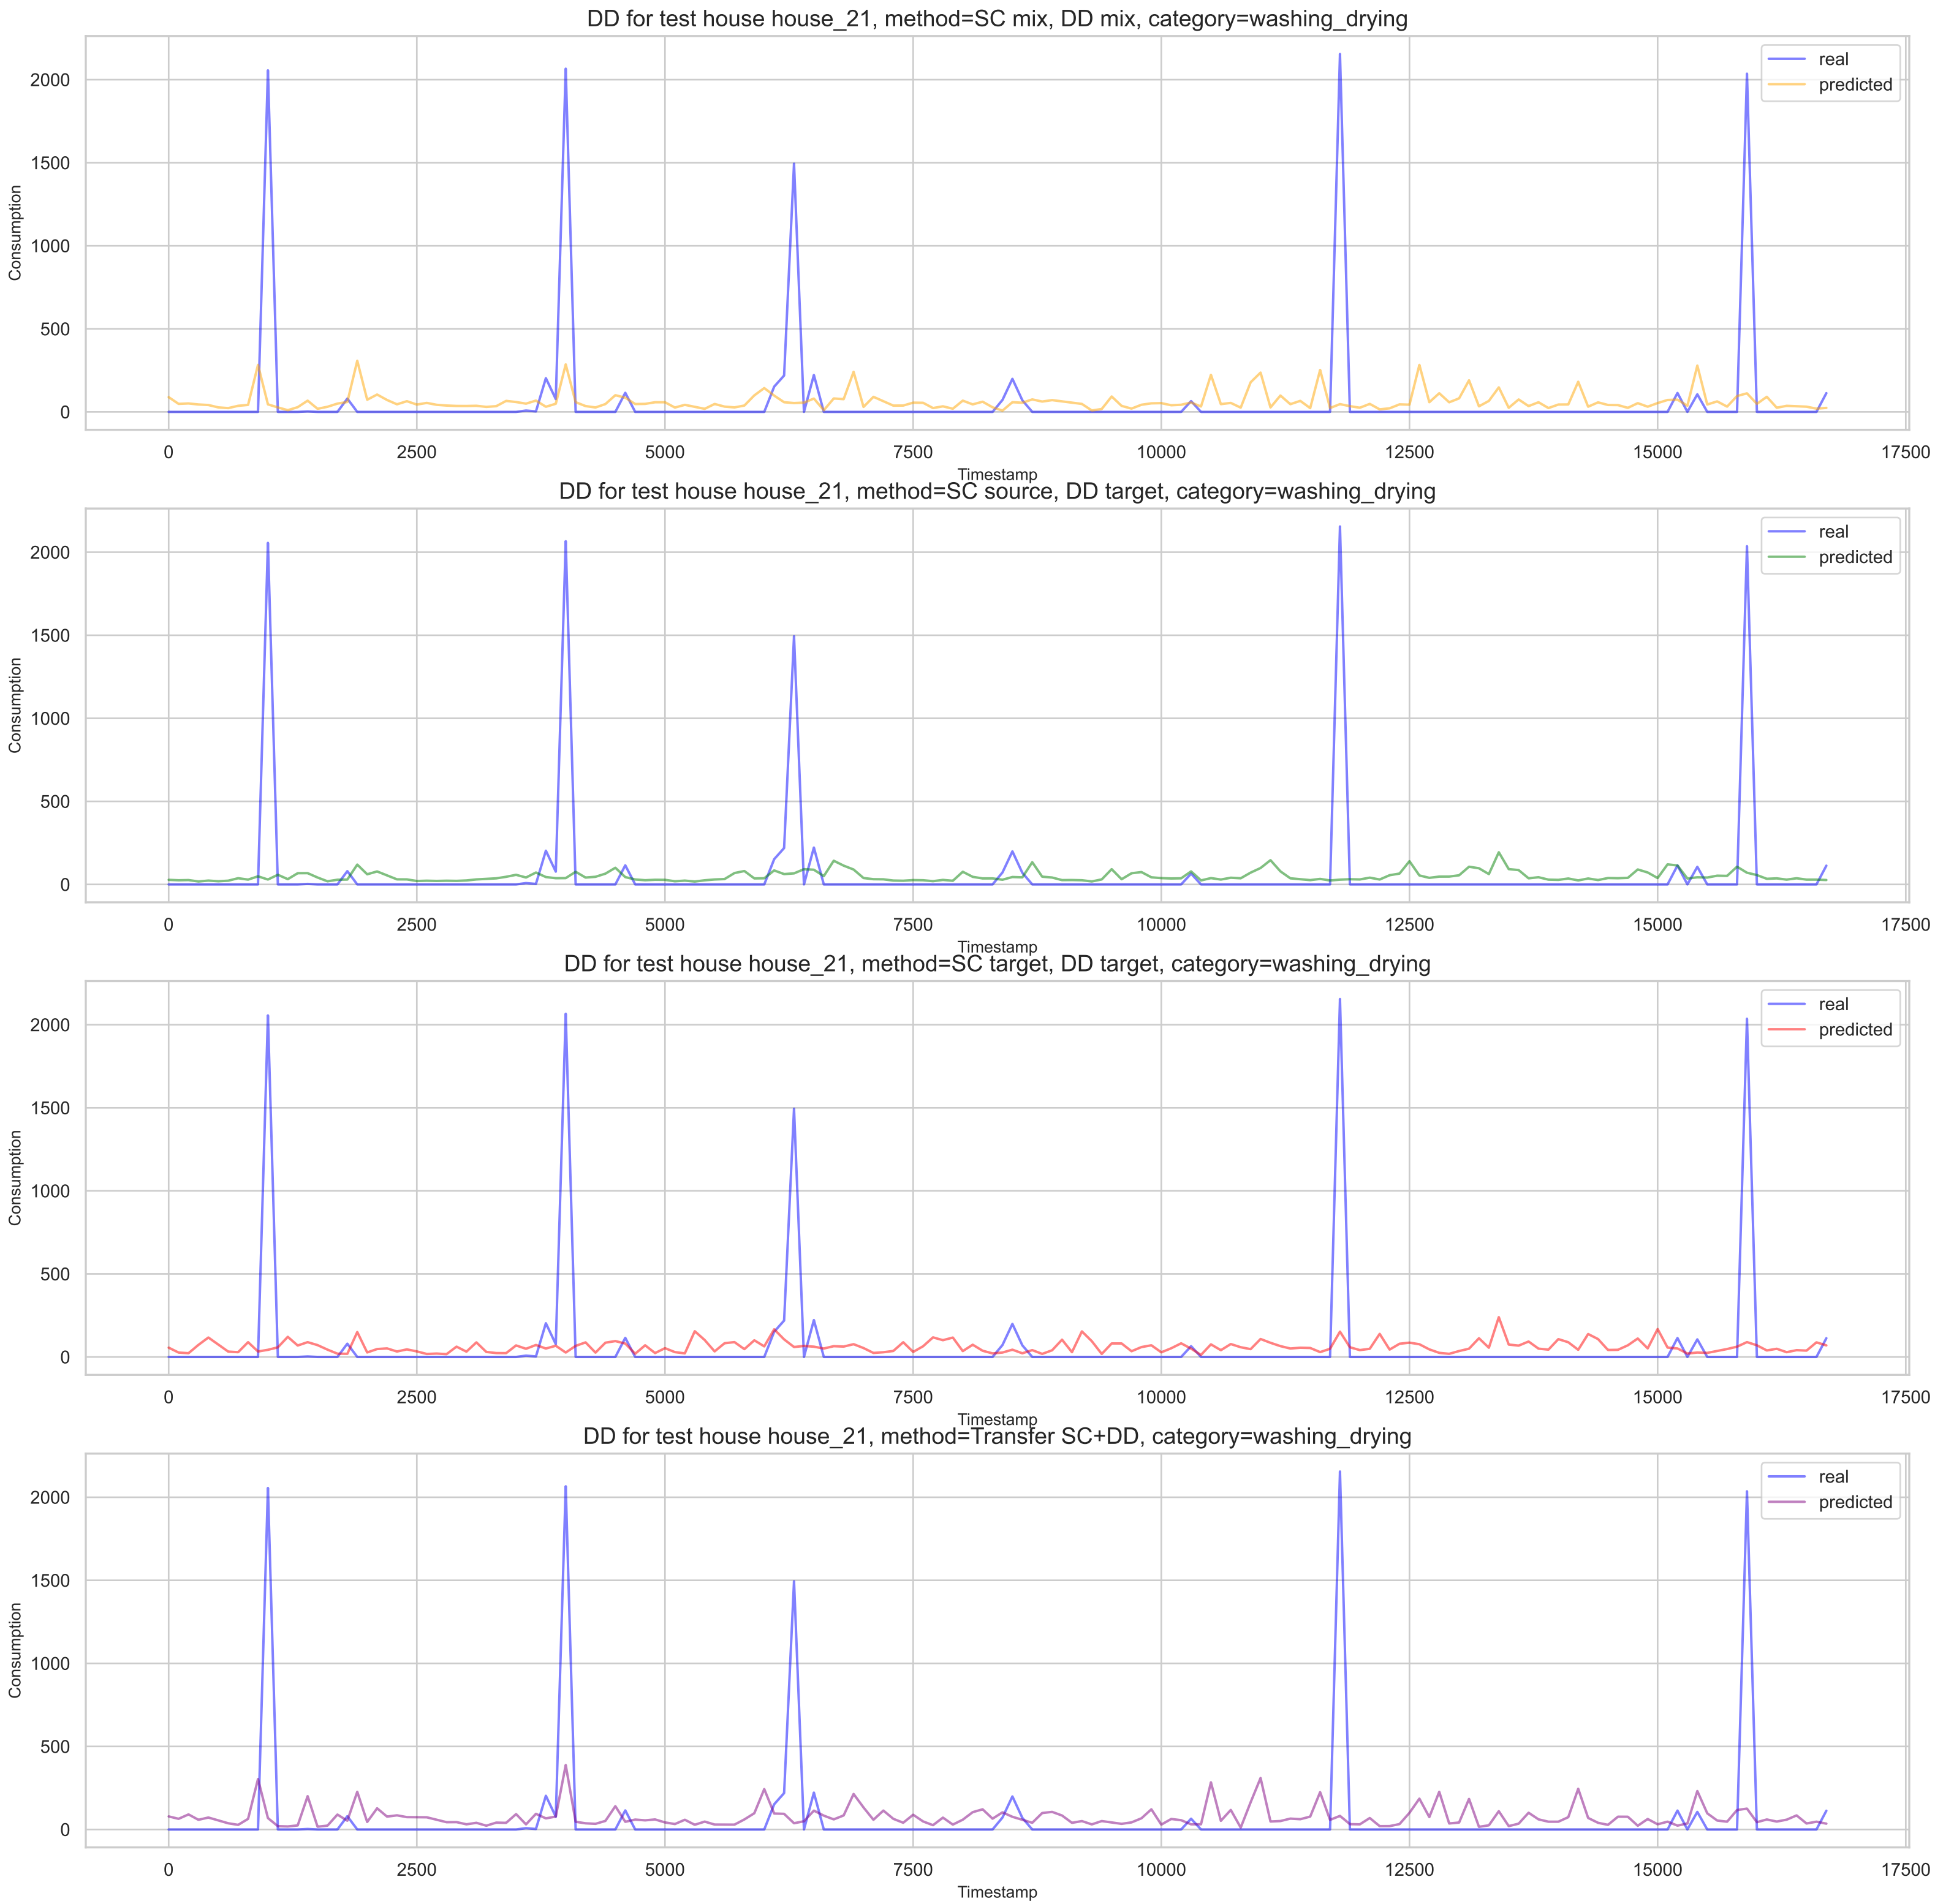 DD for test house house_21, method=SC mix, DD mix, category=washing_drying
real
predicted
2000
1500
1000
500
0
Consumption
0 2500 5000 7500 10000 12500 15000 17500
Timestamp
DD for test house house_21, method=SC source, DD target, category=washing_drying
real
predicted
2000
1500
1000
500
0
Consumption
0 2500 5000 7500 10000 12500 15000 17500
Timestamp
DD for test house house_21, method=SC target, DD target, category=washing_drying
real
predicted
2000
1500
1000
500
0
Consumption
0 2500 5000 7500 10000 12500 15000 17500
Timestamp
DD for test house house_21, method=Transfer SC+DD, category=washing_drying
real
predicted
2000
1500
1000
500
0
Consumption
0 2500 5000 7500 10000 12500 15000 17500
Timestamp